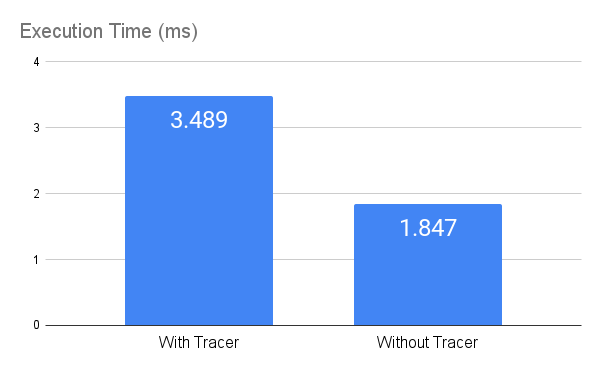 Execution Time (ms)
4
3
2
1
0
3.489
1.847
With Tracer
Without Tracer